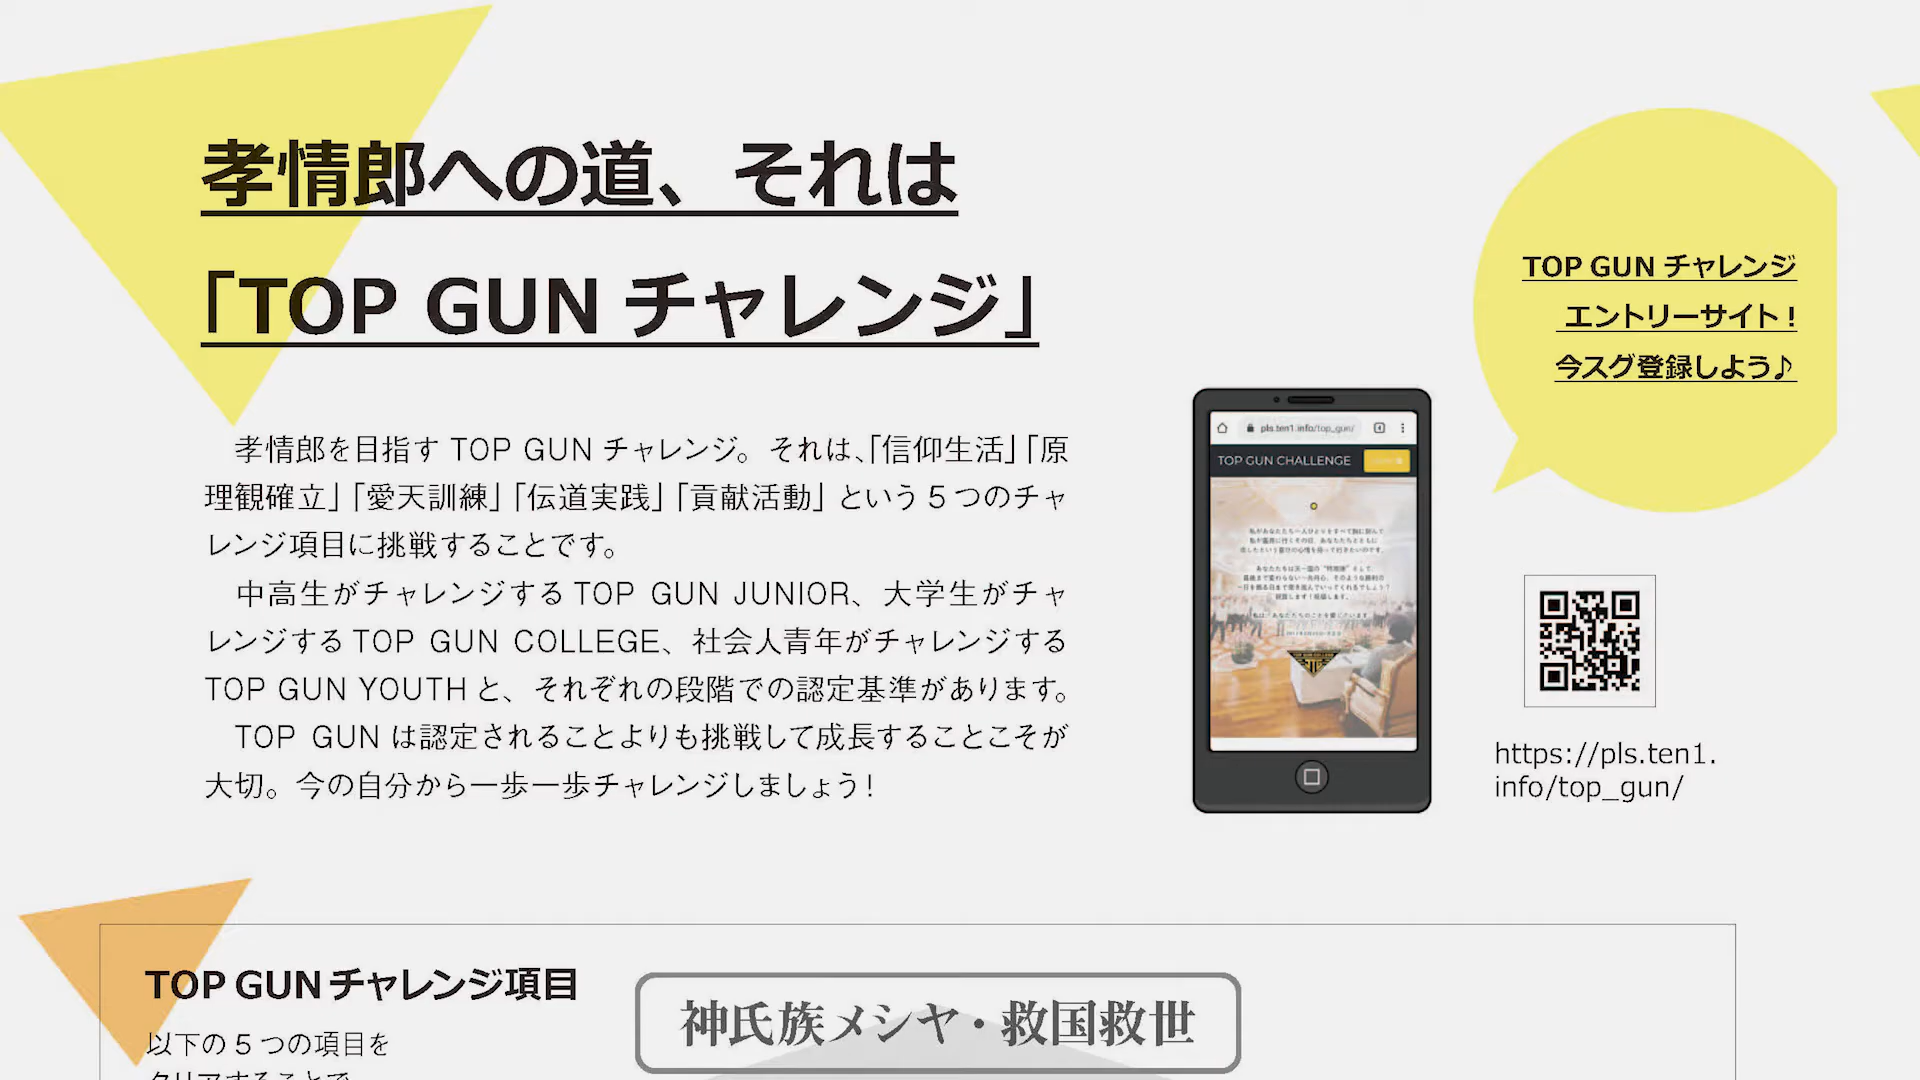 孝情郎への道、それは
「TOP GUN チャレンジ」
孝情郎を目指す TOP GUN チャレンジ。それは、「信仰生活」「原
理観確立」「愛天訓練」「伝道実践」「貢献活動」という 5 つのチャ
レンジ項目に挑戦することです。
中高生がチャレンジする TOP GUN JUNIOR、大学生がチャ
レンジする TOP GUN COLLEGE、社会人青年がチャレンジする
TOP GUN YOUTH と、それぞれの段階での認定基準があります。
TOP GUN は認定されることよりも挑戦して成長することこそが
大切。今の自分から一歩一歩チャレンジしましょう！
pls.ten1.info/top_gun/
TOP GUN CHALLENGE
TOP GUN チャレンジ
エントリーサイト！
今スグ登録しよう♪
https://pls.ten1.
info/top_gun/
TOP GUN チャレンジ項目
以下の 5 つの項目を
クリアすることで
神氏族メシヤ・救国救世